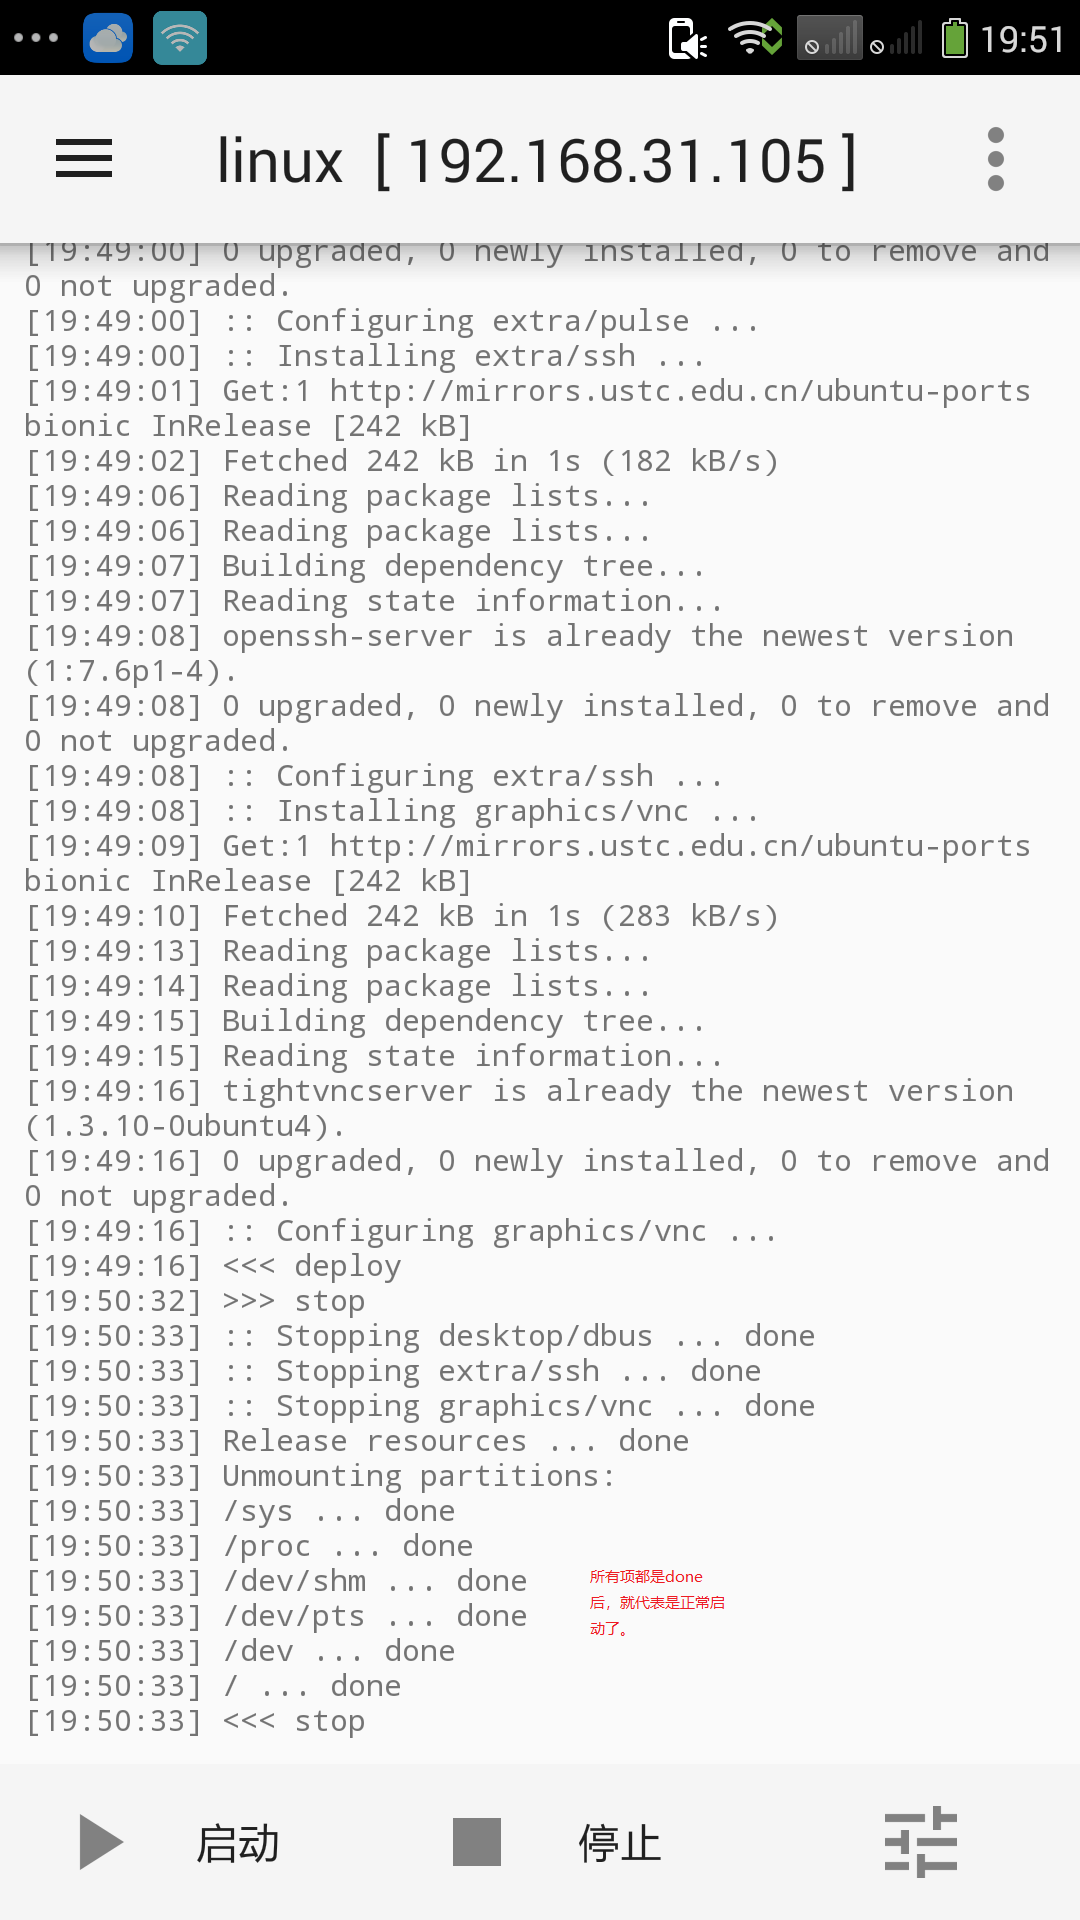 19:51
linux [ 192.168.31.105 ]
[19:49:00] 0 upgraded, 0 newly installed, 0 to remove and
0 not upgraded.
[19:49:00] :: Configuring extra/pulse ...
[19:49:00] :: Installing extra/ssh ...
[19:49:01] Get:1 http://mirrors.ustc.edu.cn/ubuntu-ports
bionic InRelease [242 kB]
[19:49:02] Fetched 242 kB in 1s (182 kB/s)
[19:49:06] Reading package lists...
[19:49:06] Reading package lists...
[19:49:07] Building dependency tree...
[19:49:07] Reading state information...
[19:49:08] openssh-server is already the newest version
(1:7.6p1-4).
[19:49:08] 0 upgraded, 0 newly installed, 0 to remove and
0 not upgraded.
[19:49:08] :: Configuring extra/ssh ...
[19:49:08] :: Installing graphics/vnc ...
[19:49:09] Get:1 http://mirrors.ustc.edu.cn/ubuntu-ports
bionic InRelease [242 kB]
[19:49:10] Fetched 242 kB in 1s (283 kB/s)
[19:49:13] Reading package lists...
[19:49:14] Reading package lists...
[19:49:15] Building dependency tree...
[19:49:15] Reading state information...
[19:49:16] tightvncserver is already the newest version
(1.3.10-0ubuntu4).
[19:49:16] 0 upgraded, 0 newly installed, 0 to remove and
0 not upgraded.
[19:49:16] :: Configuring graphics/vnc ...
[19:49:16] <<< deploy
[19:50:32] >>> stop
[19:50:33] :: Stopping desktop/dbus ... done
[19:50:33] :: Stopping extra/ssh ... done
[19:50:33] :: Stopping graphics/vnc ... done
[19:50:33] Release resources ... done
[19:50:33] Unmounting partitions:
[19:50:33] /sys ... done
[19:50:33] /proc ... done
[19:50:33] /dev/shm ... done
[19:50:33] /dev/pts ... done
[19:50:33] /dev ... done
[19:50:33] / ... done
[19:50:33] <<< stop
所有项都是done
后，就代表是正常启
动了。
启动 停止